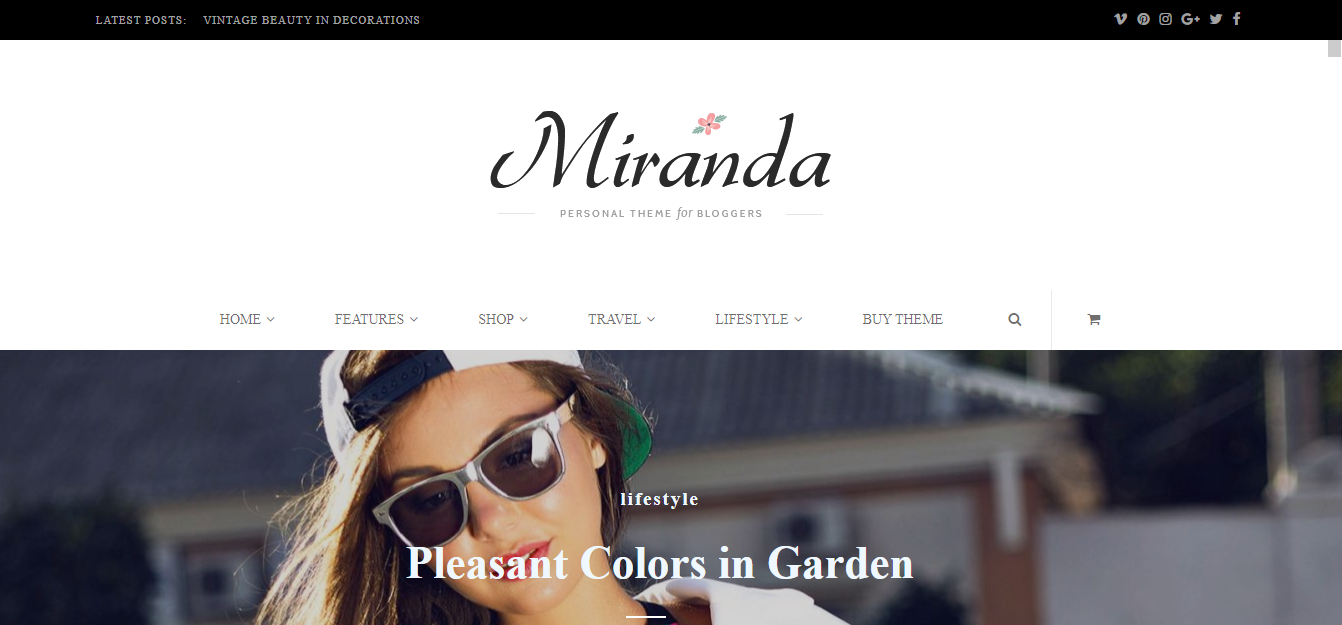 LATEST POSTS: VINTAGE BEAUTY IN DECORATIONS
Miranda
PERSONAL THEME for BLOGGERS
HOME FEATURES SHOP TRAVEL LIFESTYLE BUY THEME
lifestyle
Pleasant Colors in Garden